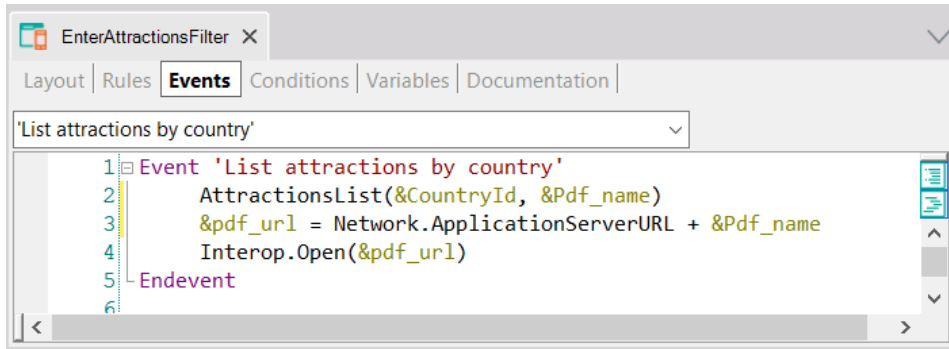 EnterAttractionsFilter
Layout Rules Events Conditions Variables Documentation
'List attractions by country'
1 Event 'List attractions by country'
2 AttractionsList(&CountryId, &Pdf_name)
3 &pdf_url = Network.ApplicationServerURL + &Pdf_name
4 Interop.Open(&pdf_url)
5 Endevent
6